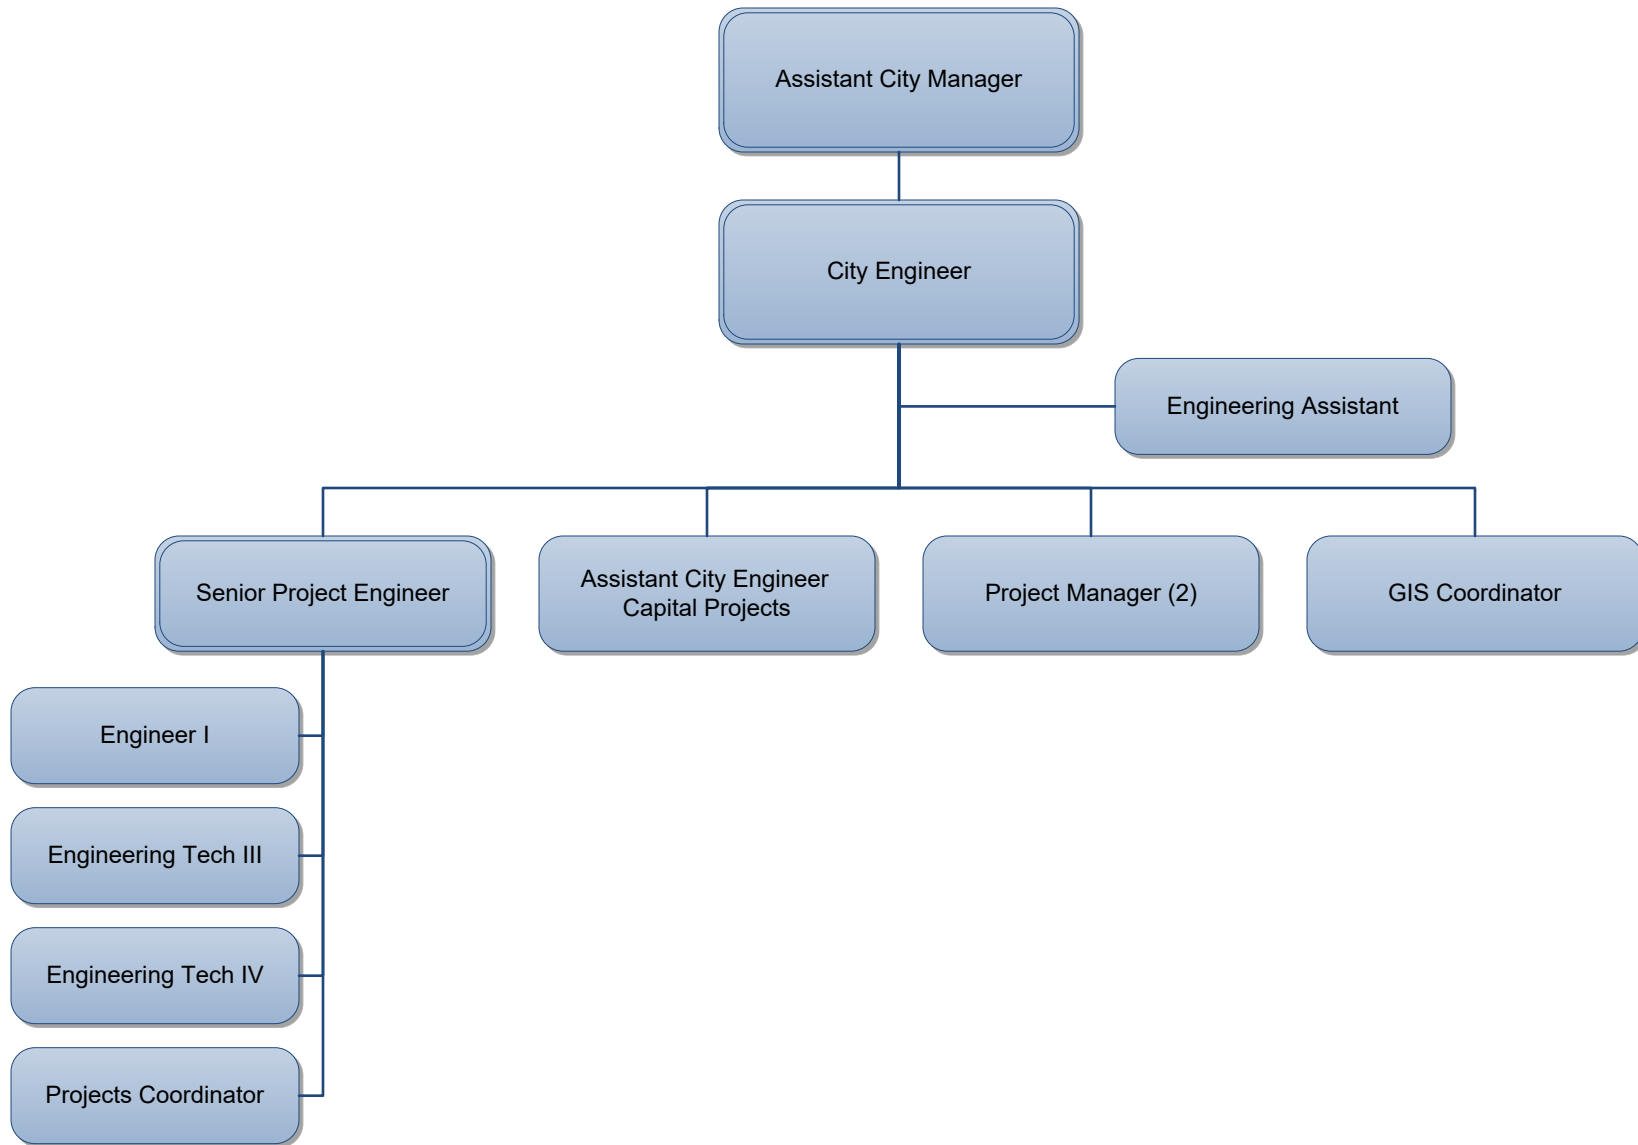 Assistant City Manager
City Engineer
Engineering Assistant
Senior Project Engineer
Assistant City Engineer
Capital Projects
Project Manager (2)
GIS Coordinator
Engineer I
Engineering Tech III
Engineering Tech IV
Projects Coordinator